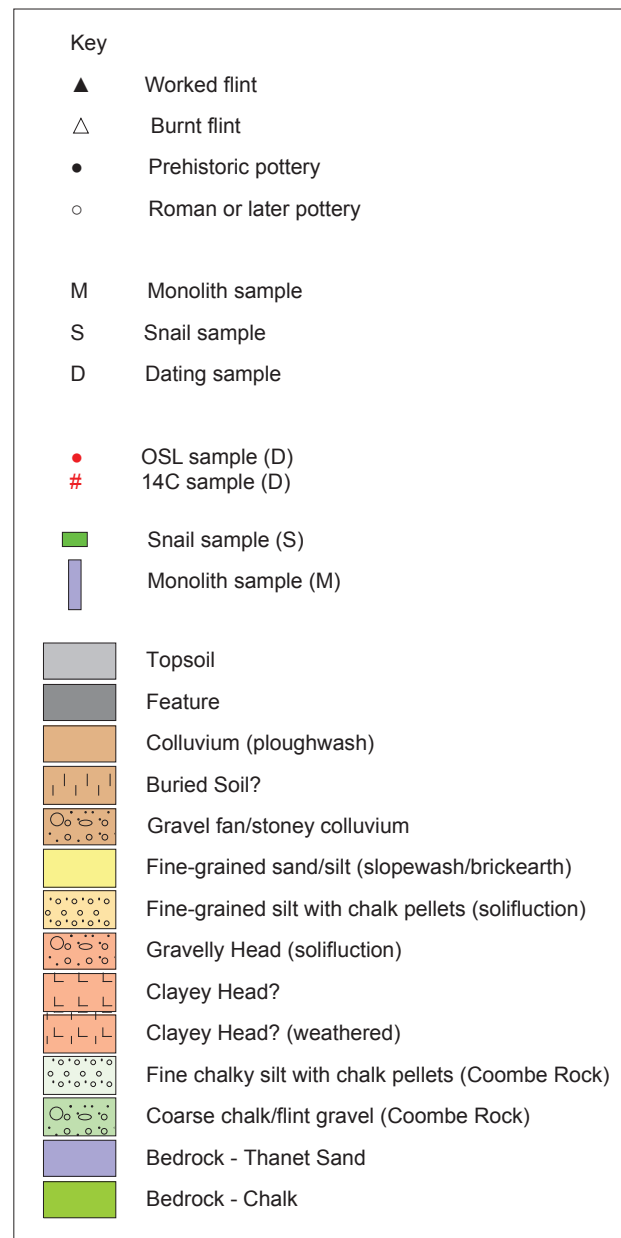 Key
Worked flint
Burnt flint
Prehistoric pottery
Roman or later pottery
M Monolith sample
S Snail sample
D Dating sample
OSL sample (D)
# 14C sample (D)
Snail sample (S)
Monolith sample (M)
Topsoil
Feature
Colluvium (ploughwash)
Buried Soil?
Gravel fan/stoney colluvium
Fine-grained sand/silt (slopewash/brickearth)
Fine-grained silt with chalk pellets (solifluction)
Gravelly Head (solifluction)
Clayey Head?
Clayey Head? (weathered)
Fine chalky silt with chalk pellets (Coombe Rock)
Coarse chalk/flint gravel (Coombe Rock)
Bedrock - Thanet Sand
Bedrock - Chalk